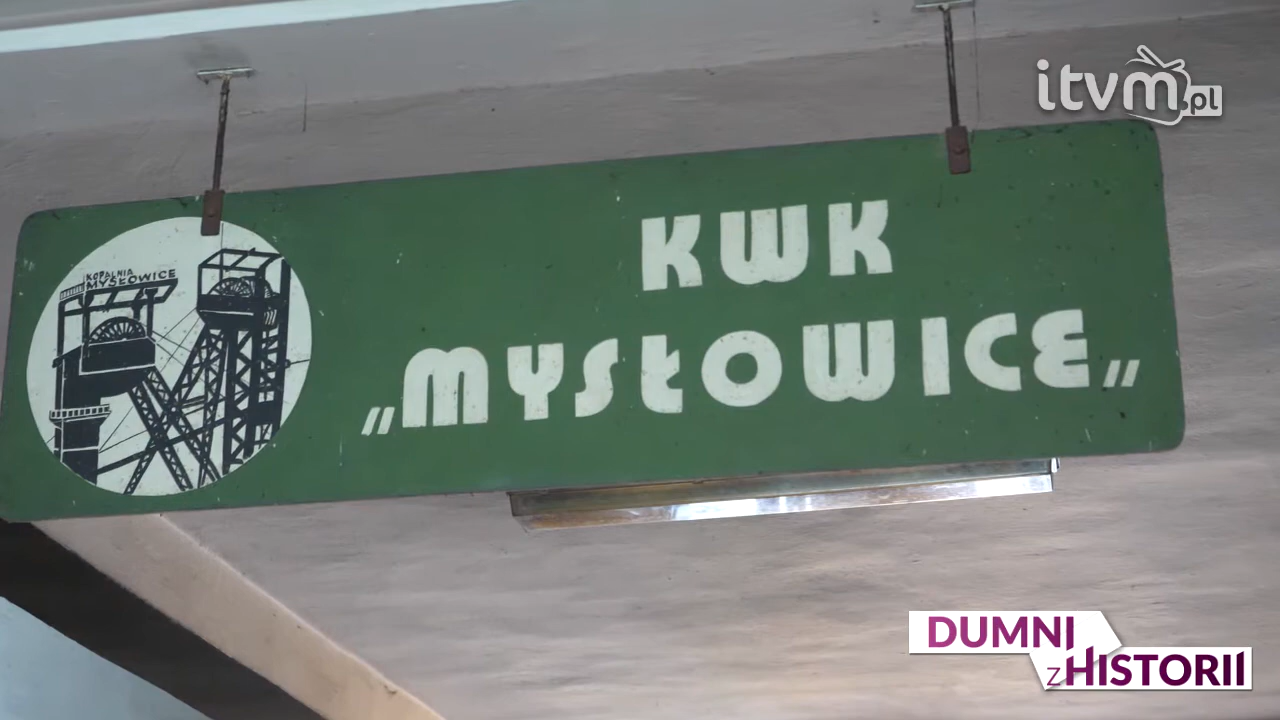 itvm.pl
KOPALNIA
MYSŁOWICE
KWK
„MYSŁOWICE„
DUMNI
Z HISTORII